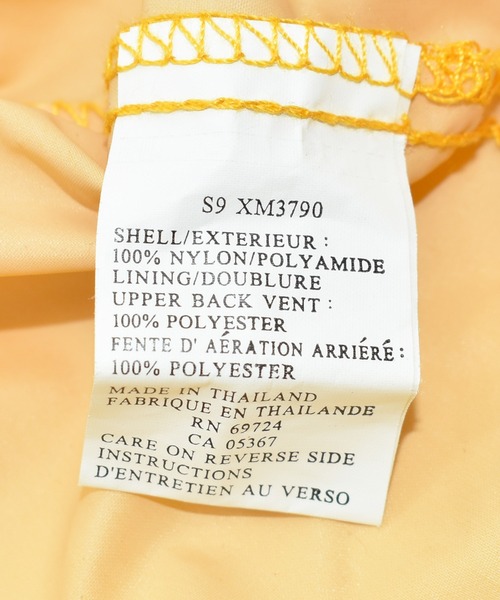 S9 XM3790
SHELL/EXTERIEUR :
100% NYLON/POLYAMIDE
LINING/DOUBLURE
UPPER BACK VENT :
100% POLYESTER
FENTE D' AÉRATION ARRIÉRÉ :
100% POLYESTER
MADE IN THAILAND
FABRIQUE EN THAILANDE
RN 69724
CA 05367
CARE ON REVERSE SIDE
INSTRUCTIONS
D'ENTRETIEN AU VERSO